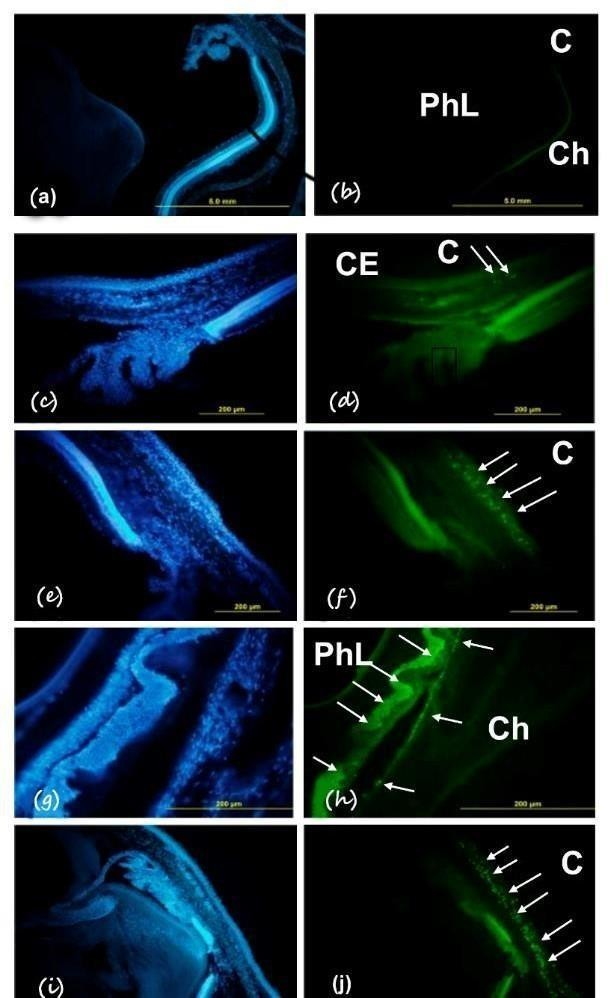 C
PhL
Ch
(a) 5.0 mm
(b) 5.0 mm
CE C
(c) 200 µm
(d) 200 µm
C
(e) 200 µm
(f) 200 µm
PhL
Ch
(g) 200 µm
(h) 200 µm
C
(i)
(j)